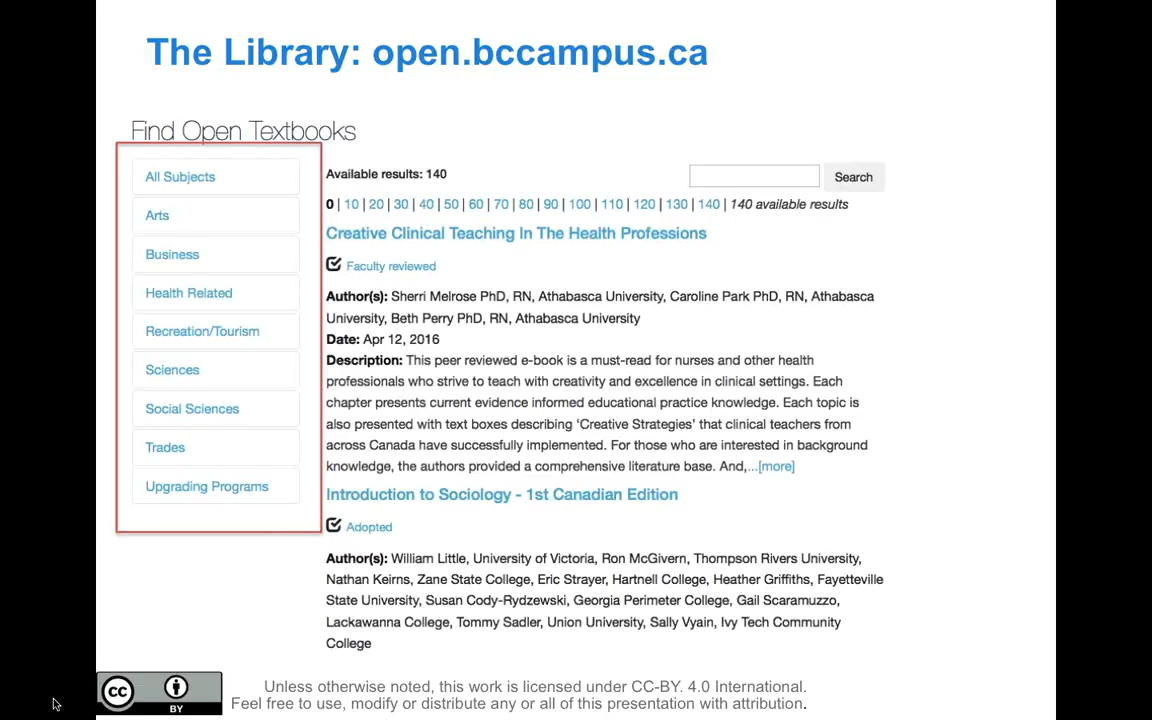 The Library: open.bccampus.ca
Find Open Textbooks
All Subjects
Arts
Business
Health Related
Recreation/Tourism
Sciences
Social Sciences
Trades
Upgrading Programs
Available results: 140
Search
0 | 10 | 20 | 30 | 40 | 50 | 60 | 70 | 80 | 90 | 100 | 110 | 120 | 130 | 140 | 140 available results
Creative Clinical Teaching In The Health Professions
Faculty reviewed
Author(s): Sherri Melrose PhD, RN, Athabasca University, Caroline Park PhD, RN, Athabasca
University, Beth Perry PhD, RN, Athabasca University
Date: Apr 12, 2016
Description: This peer reviewed e-book is a must-read for nurses and other health
professionals who strive to teach with creativity and excellence in clinical settings. Each
chapter presents current evidence informed educational practice knowledge. Each topic is
also presented with text boxes describing ‘Creative Strategies’ that clinical teachers from
across Canada have successfully implemented. For those who are interested in background
knowledge, the authors provided a comprehensive literature base. And,...[more]
Introduction to Sociology - 1st Canadian Edition
Adopted
Author(s): William Little, University of Victoria, Ron McGivern, Thompson Rivers University,
Nathan Keirns, Zane State College, Eric Strayer, Hartnell College, Heather Griffiths, Fayetteville
State University, Susan Cody-Rydzewski, Georgia Perimeter College, Gail Scaramuzzo,
Lackawanna College, Tommy Sadler, Union University, Sally Vyain, Ivy Tech Community
College
cc
BY
Unless otherwise noted, this work is licensed under CC-BY. 4.0 International.
Feel free to use, modify or distribute any or all of this presentation with attribution.